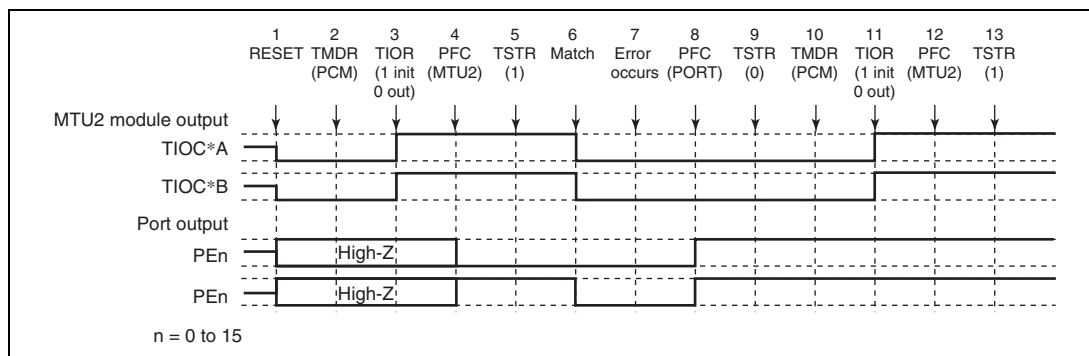 1 2 3 4 5 6 7 8 9 10 11 12 13
RESET TMDR TIOR PFC TSTR Match Error PFC TSTR TMDR TIOR PFC TSTR
(PCM) (1 init (MTU2) (1) occurs (PORT) (0) (PCM) (1 init (MTU2) (1)
0 out) 0 out)
MTU2 module output
TIOC*A
TIOC*B
Port output
PEn High-Z
PEn High-Z
n = 0 to 15